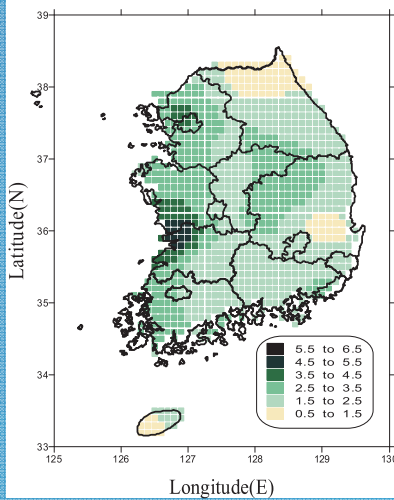 39
38
37
36
35
34
33
Latitude(N)
5.5 to 6.5
4.5 to 5.5
3.5 to 4.5
2.5 to 3.5
1.5 to 2.5
0.5 to 1.5
125 126 127 128 129 130
Longitude(E)